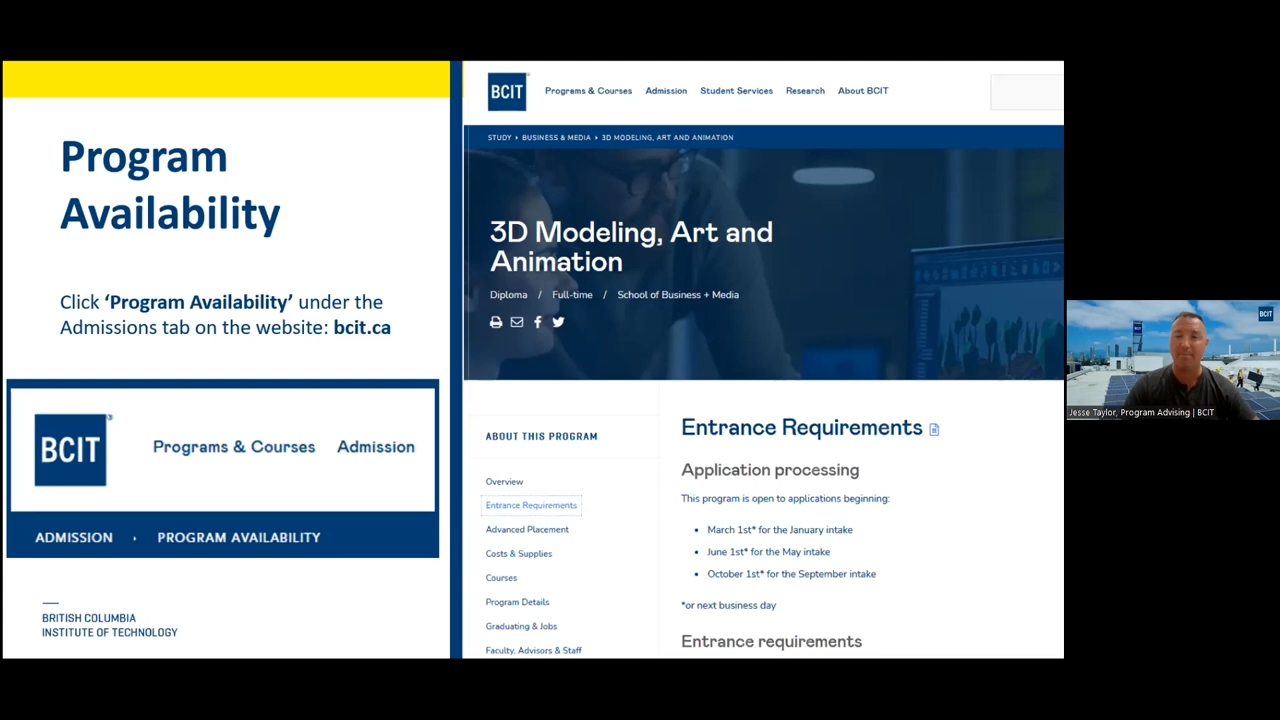 Program
Availability
Click ‘Program Availability’ under the
Admissions tab on the website: bcit.ca
BCIT
Programs & Courses
Admission
ADMISSION
PROGRAM AVAILABILITY
BRITISH COLUMBIA
INSTITUTE OF TECHNOLOGY
BCIT
Programs & Courses
Admission
Student Services
Research
About BCIT
STUDY
BUSINESS & MEDIA
3D MODELING, ART AND ANIMATION
3D Modeling, Art and
Animation
Diploma / Full-time / School of Business + Media
ABOUT THIS PROGRAM
Overview
Entrance Requirements
Advanced Placement
Costs & Supplies
Courses
Program Details
Graduating & Jobs
Faculty, Advisors & Staff
Entrance Requirements
Application processing
This program is open to applications beginning:
• March 1st* for the January intake
• June 1st* for the May intake
• October 1st* for the September intake
*or next business day
Entrance requirements
BCIT
BCIT
Jesse Taylor, Program Advising | BCIT